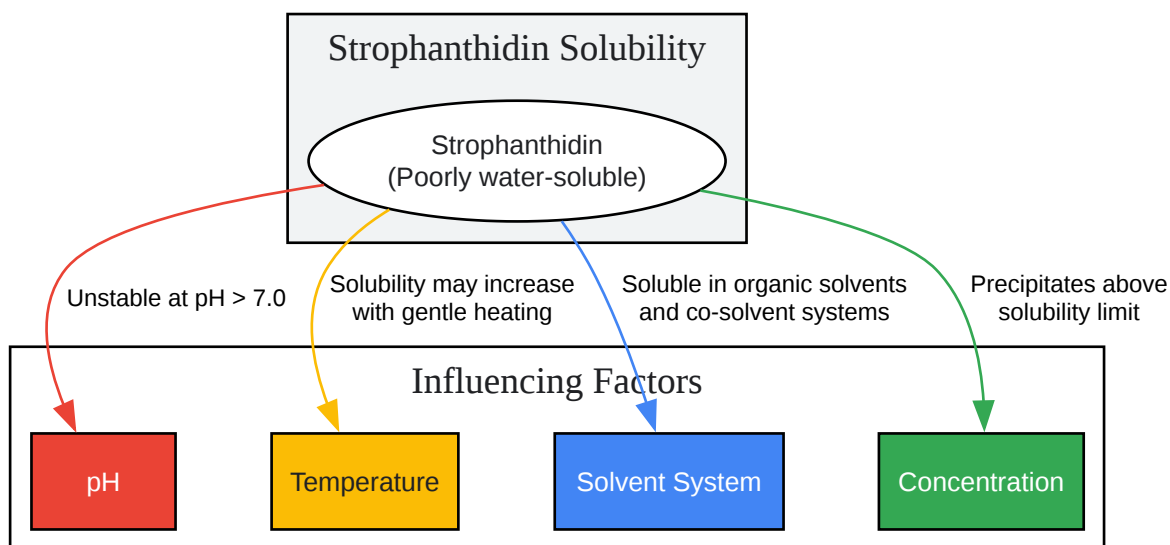 Strophanthidin Solubility
Strophanthidin
(Poorly water-soluble)
Unstable at pH > 7.0
Solubility may increase
with gentle heating
Soluble in organic solvents
and co-solvent systems
Precipitates above
solubility limit
Influencing Factors
pH
Temperature
Solvent System
Concentration